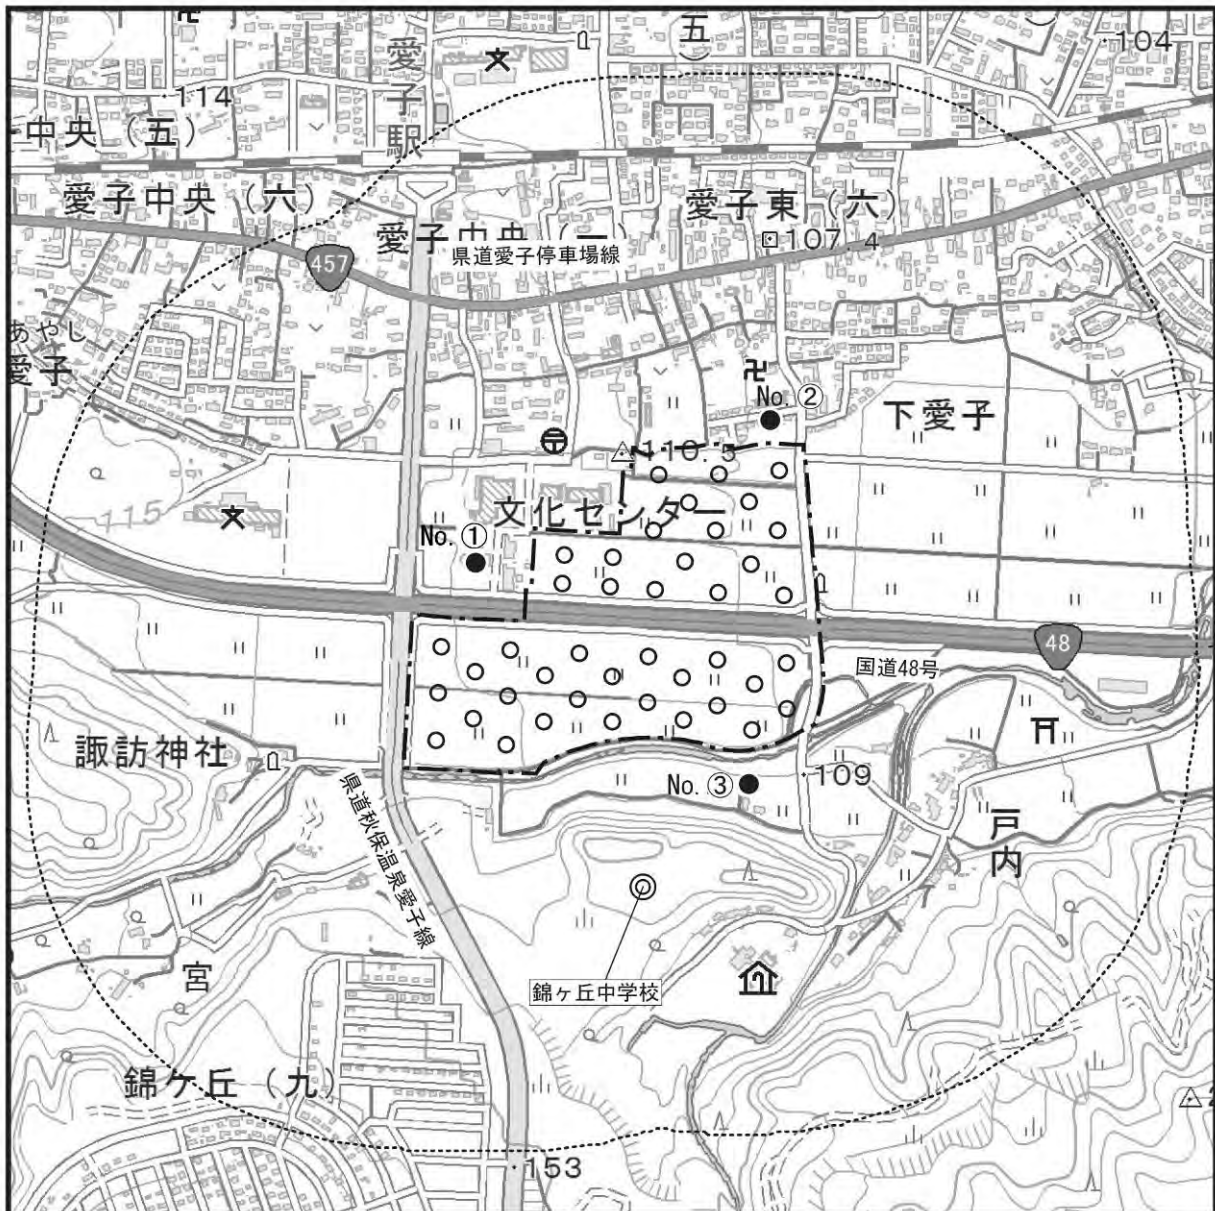 五
104
愛子駅
114
中央（五）
愛子中央（六）
愛子東（六）
愛子中央（一）
107.4
県道愛子停車場線
457
あやし
愛子
No. ②
下愛子
110.5
115
文化センター
No. ①
48
国道48号
諏訪神社
No. ③
109
県道秋保温泉愛子線
戸内
宮
錦ヶ丘中学校
錦ケ丘（九）
2
153